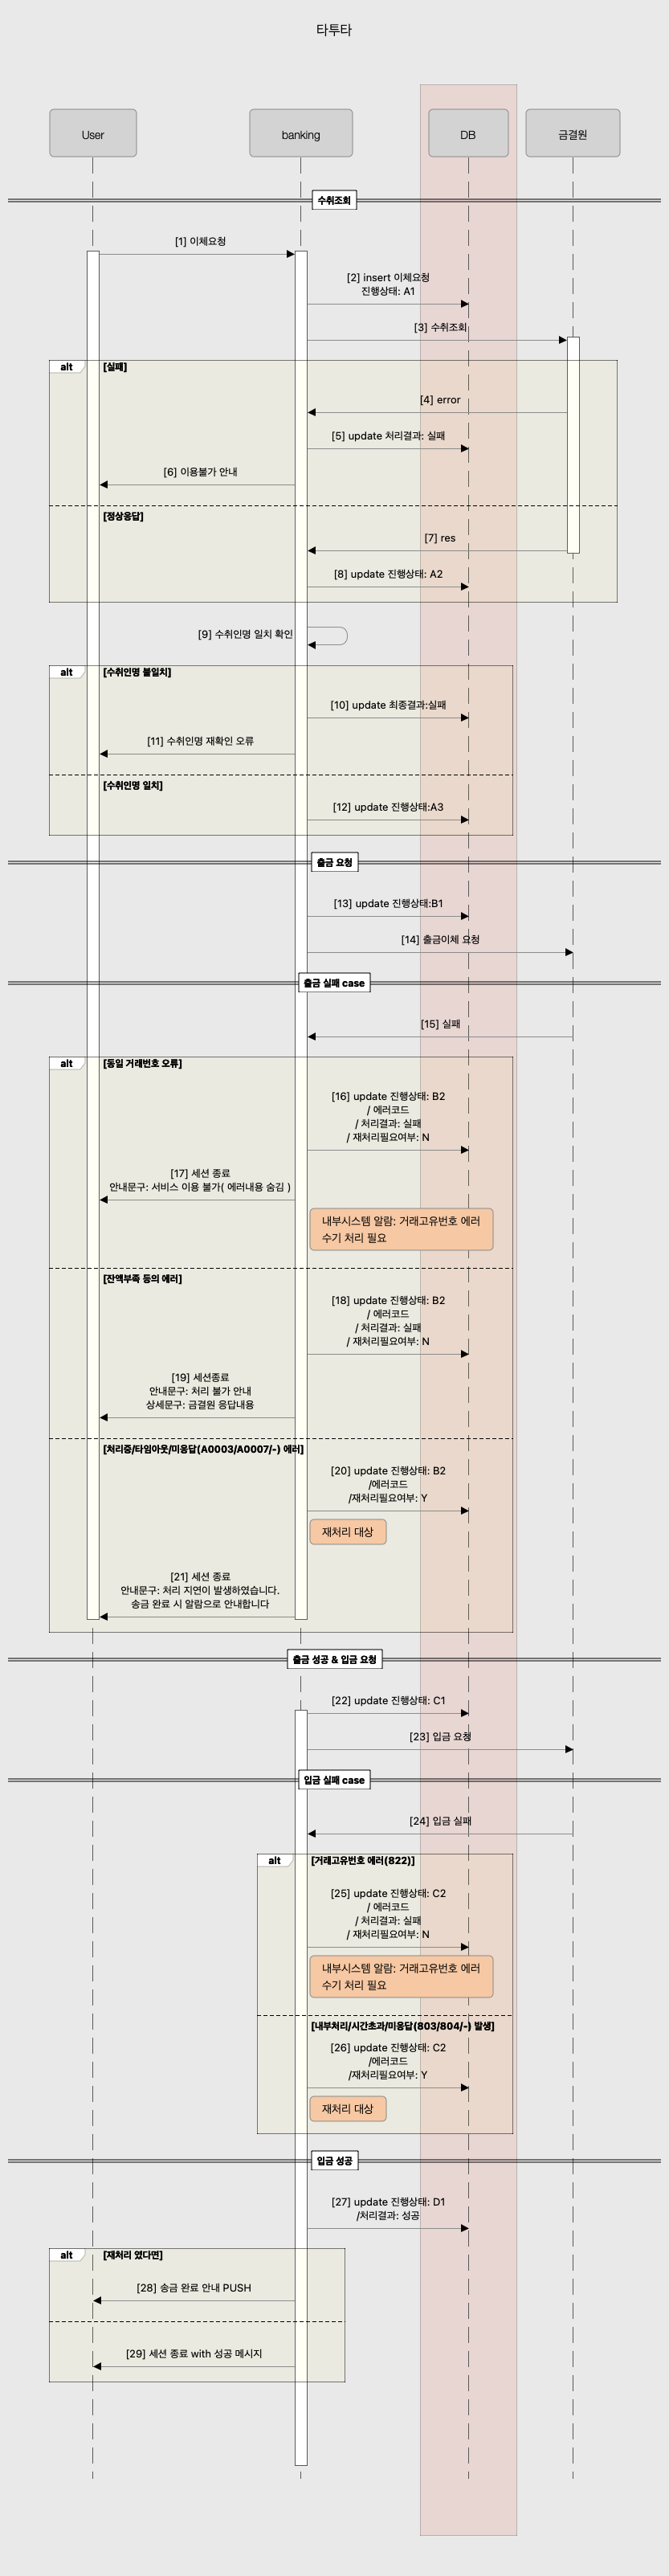 타투타
User
banking
DB
금결원
수취조회
[1] 이체요청
[2] insert 이체요청
진행상태: A1
[3] 수취조회
alt
[실패]
[4] error
[5] update 처리결과: 실패
[6] 이용불가 안내
[정상응답]
[7] res
[8] update 진행상태: A2
[9] 수취인명 일치 확인
alt
[수취인명 불일치]
[10] update 최종결과:실패
[11] 수취인명 재확인 오류
[수취인명 일치]
[12] update 진행상태:A3
출금 요청
[13] update 진행상태:B1
[14] 출금이체 요청
출금 실패 case
[15] 실패
alt
[동일 거래번호 오류]
[16] update 진행상태: B2
/ 에러코드
/ 처리결과: 실패
/ 재처리필요여부: N
[17] 세션 종료
안내문구: 서비스 이용 불가( 에러내용 숨김 )
내부시스템 알람: 거래고유번호 에러
수기 처리 필요
[잔액부족 등의 에러]
[18] update 진행상태: B2
/ 에러코드
/ 처리결과: 실패
/ 재처리필요여부: N
[19] 세션종료
안내문구: 처리 불가 안내
상세문구: 금결원 응답내용
[처리중/타임아웃/미응답(A0003/A0007/-) 에러]
[20] update 진행상태: B2
/에러코드
/재처리필요여부: Y
재처리 대상
[21] 세션 종료
안내문구: 처리 지연이 발생하였습니다.
송금 완료 시 알람으로 안내합니다
출금 성공 & 입금 요청
[22] update 진행상태: C1
[23] 입금 요청
입금 실패 case
[24] 입금 실패
alt
[거래고유번호 에러(822)]
[25] update 진행상태: C2
/ 에러코드
/ 처리결과: 실패
/ 재처리필요여부: N
내부시스템 알람: 거래고유번호 에러
수기 처리 필요
[내부처리/시간초과/미응답(803/804/-) 발생]
[26] update 진행상태: C2
/에러코드
/재처리필요여부: Y
재처리 대상
입금 성공
[27] update 진행상태: D1
/처리결과: 성공
alt
[재처리 였다면]
[28] 송금 완료 안내 PUSH
[29] 세션 종료 with 성공 메시지